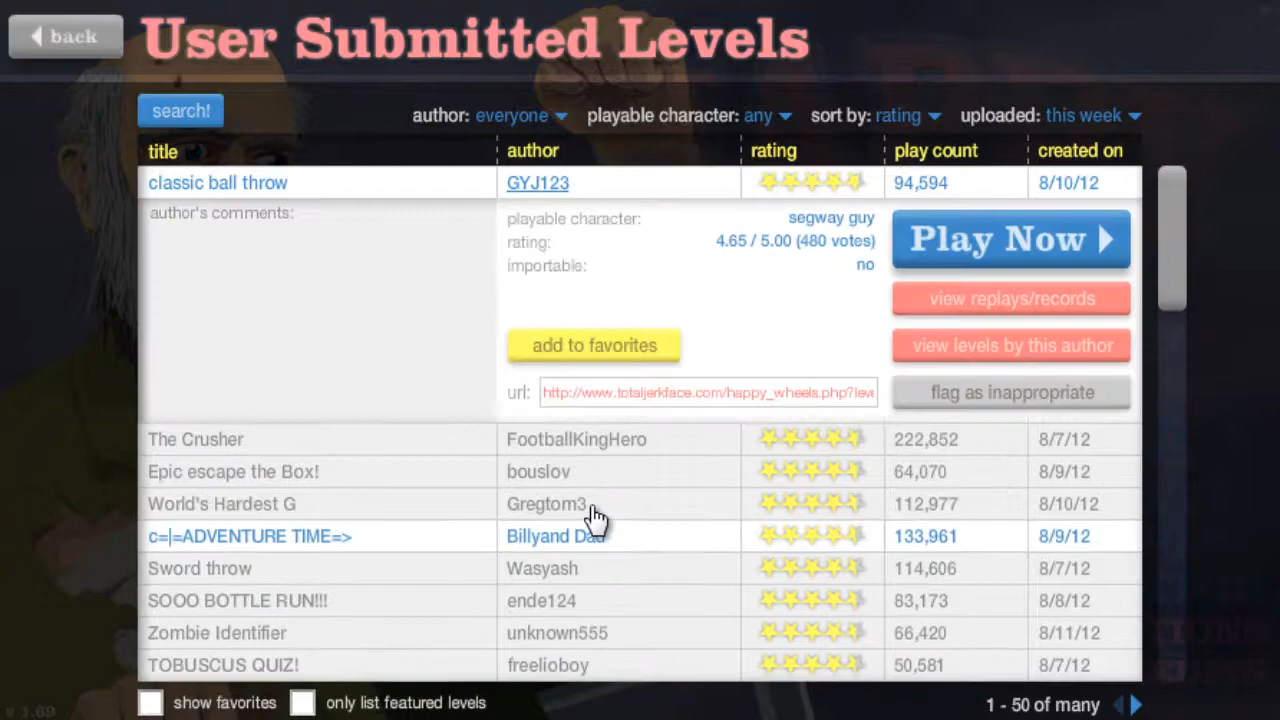 back
User Submitted Levels
search!
author: everyone
playable character: any
sort by: rating
uploaded: this week
title author rating play count created on
classic ball throw GYJ123 94,594 8/10/12
author's comments:
playable character: segway guy
rating: 4.65 / 5.00 (480 votes)
importable: no
Play Now
view replays/records
add to favorites
view levels by this author
url: http://www.totaljerkface.com/happy_wheels.php?leve
flag as inappropriate
The Crusher FootballKingHero 222,852 8/7/12
Epic escape the Box! bouslov 64,070 8/9/12
World's Hardest G Gregtom3 112,977 8/10/12
c=|=ADVENTURE TIME=> Billyand Dad 133,961 8/9/12
Sword throw Wasyash 114,606 8/7/12
SOOO BOTTLE RUN!!! ende124 83,173 8/8/12
Zombie Identifier unknown555 66,420 8/11/12
TOBUSCUS QUIZ! freelioboy 50,581 8/7/12
show favorites
only list featured levels
1 - 50 of many
v 1.69